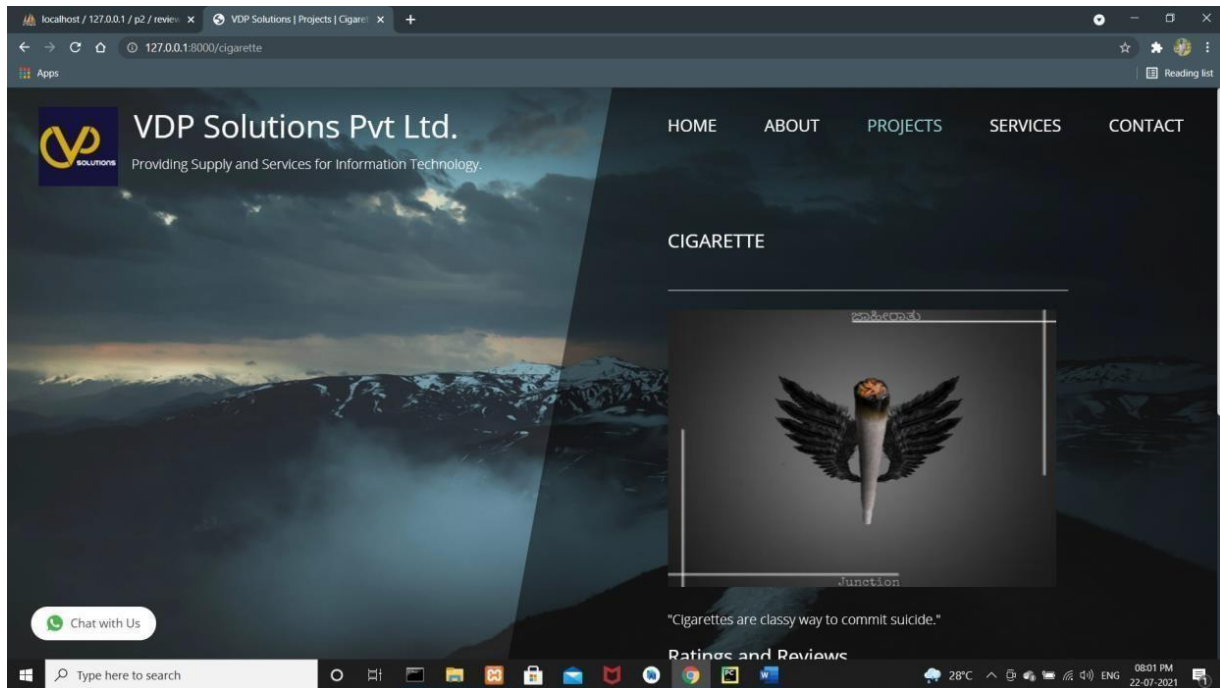 localhost / 127.0.0.1 / p2 / review
VDP Solutions | Projects | Cigaret
127.0.0.1:8000/cigarette
Apps
Reading list
VP
SOLUTIONS
VDP Solutions Pvt Ltd.
Providing Supply and Services for Information Technology.
HOME ABOUT PROJECTS SERVICES CONTACT
CIGARETTE
ಜಾಹೀರಾತು
Junction
"Cigarettes are classy way to commit suicide."
Ratings and Reviews
Chat with Us
Type here to search
28°C
ENG
08:01 PM
22-07-2021